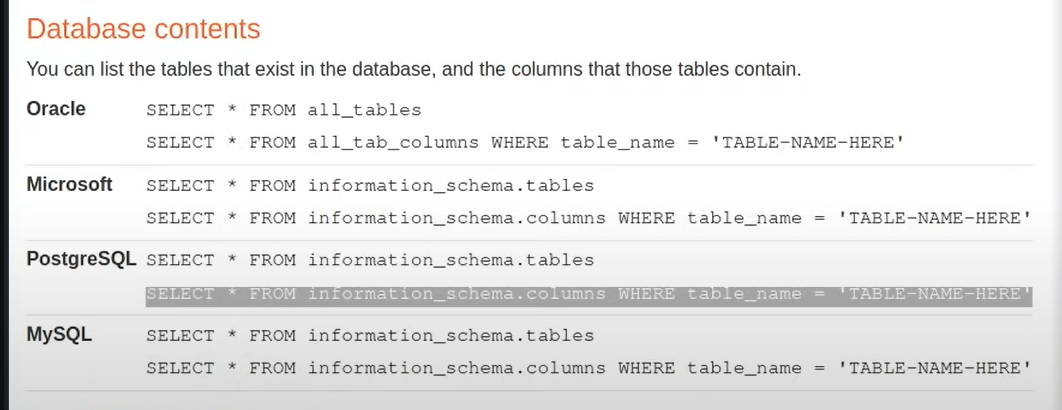 Database contents
You can list the tables that exist in the database, and the columns that those tables contain.
Oracle SELECT * FROM all_tables
SELECT * FROM all_tab_columns WHERE table_name = 'TABLE-NAME-HERE'
Microsoft SELECT * FROM information_schema.tables
SELECT * FROM information_schema.columns WHERE table_name = 'TABLE-NAME-HERE'
PostgreSQL SELECT * FROM information_schema.tables
SELECT * FROM information_schema.columns WHERE table_name = 'TABLE-NAME-HERE'
MySQL SELECT * FROM information_schema.tables
SELECT * FROM information_schema.columns WHERE table_name = 'TABLE-NAME-HERE'